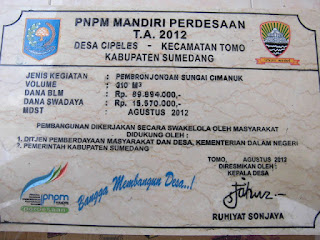 PNPM MANDIRI PERDESAAN
T.A. 2012
DESA CIPELES - KECAMATAN TOMO
KABUPATEN SUMEDANG
JENIS KEGIATAN : PEMBRONJONDAN SUNGAI CIMANUK
VOLUME : 210 M³
DANA BLM : Rp. 89.894.000,-
DANA SWADAYA : Rp. 15.570.000,-
MDST : AGUSTUS 2012
PEMBANGUNAN DIKERJAKAN SECARA SWAKELOLA OLEH MASYARAKAT
DIDUKUNG OLEH :
1. DITJEN PEMBERDAYAAN MASYARAKAT DAN DESA, KEMENTERIAN DALAM NEGERI
2. PEMERINTAH KABUPATEN SUMEDANG
TOMO, AGUSTUS 2012
DIRESMIKAN OLEH
KEPALA DESA
pnpm
Bangga Membangun Desa..!
RUHIYAT SONJAYA